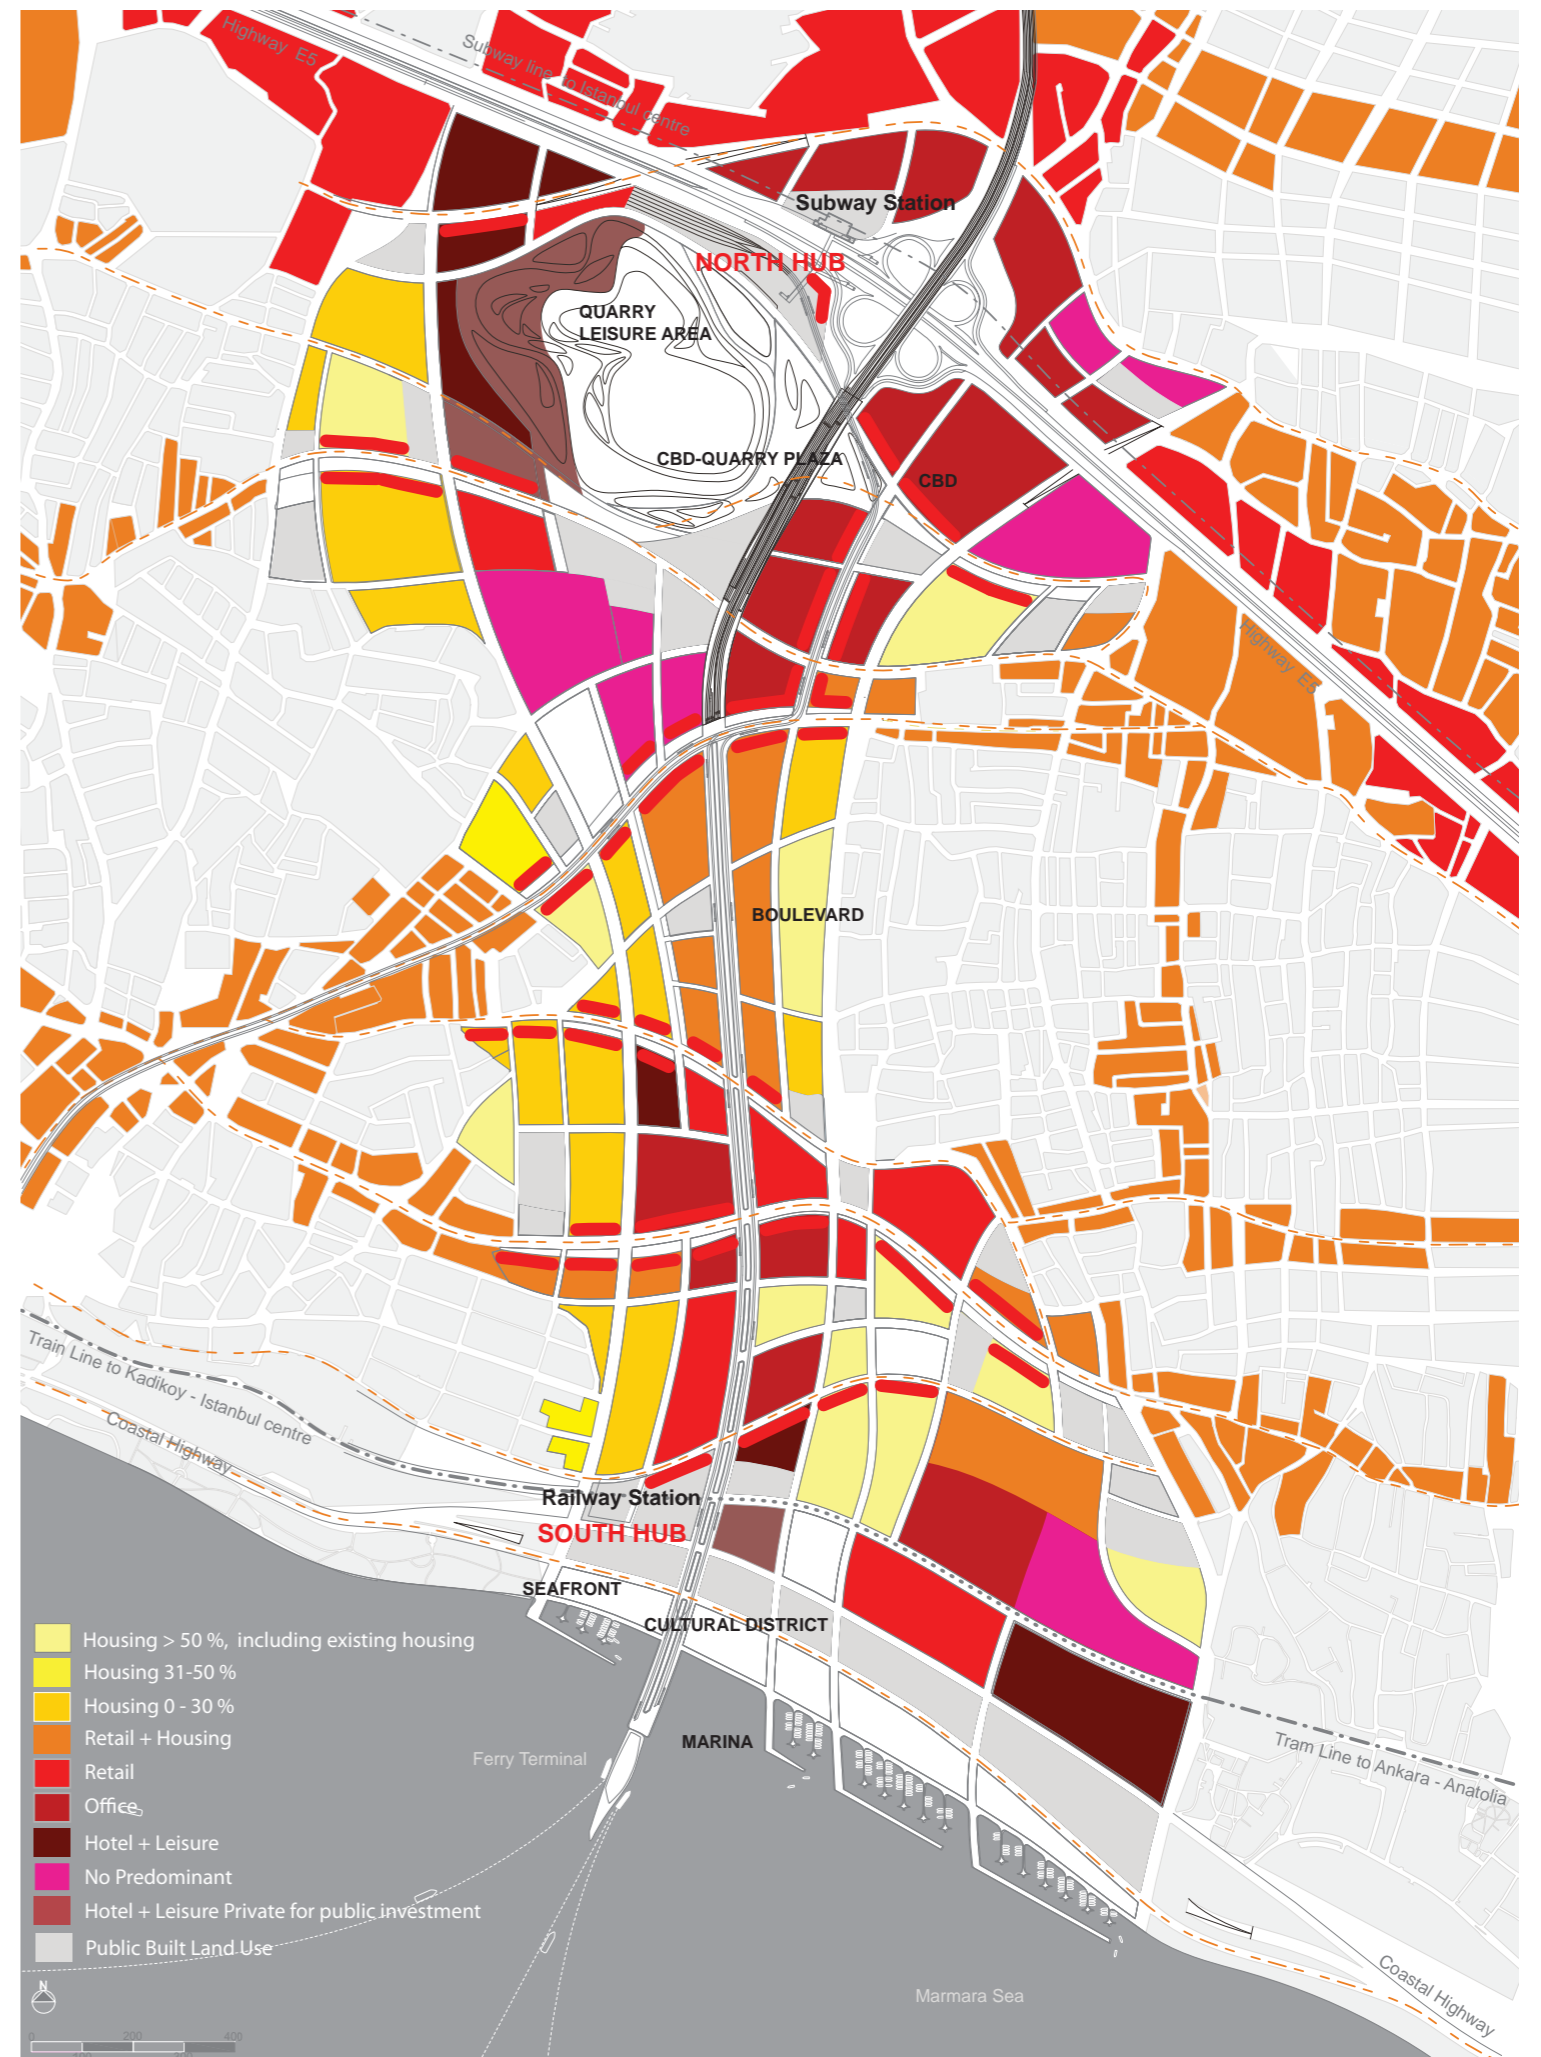 Highway E5
Subway line to Istanbul centre
Subway Station
NORTH HUB
QUARRY
LEISURE AREA
CBD-QUARRY PLAZA
CBD
Highway E5
BOULEVARD
Train Line to Kadikoy - Istanbul centre
Coastal Highway
Railway Station
SOUTH HUB
SEAFRONT
CULTURAL DISTRICT
MARINA
Ferry Terminal
Tram Line to Ankara - Anatolia
Housing > 50 %, including existing housing
Housing 31-50 %
Housing 0 - 30 %
Retail + Housing
Retail
Office
Hotel + Leisure
No Predominant
Hotel + Leisure Private for public investment
Public Built Land Use
Marmara Sea
Coastal Highway
N
0 200 400
100 300